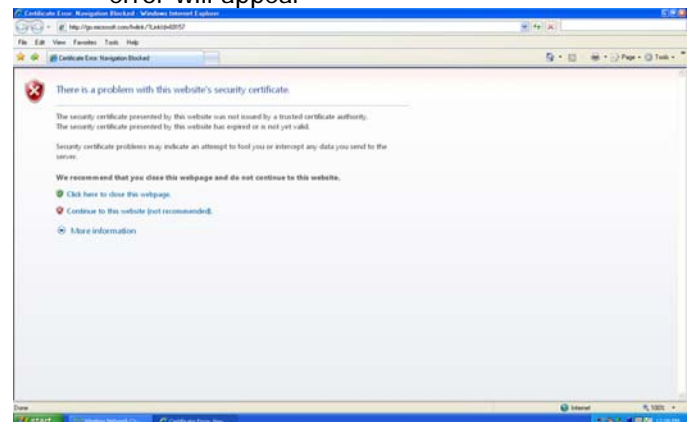 error will appear
Certificate Error: Navigation Blocked - Windows Internet Explorer
File Edit View Favorites Tools Help
Certificate Error: Navigation Blocked
Page Tools
There is a problem with this website's security certificate.
The security certificate presented by this website was not issued by a trusted certificate authority.
The security certificate presented by this website has expired or is not yet valid.
Security certificate problems may indicate an attempt to fool you or intercept any data you send to the
server.
We recommend that you close this webpage and do not continue to this website.
Click here to close this webpage.
Continue to this website (not recommended).
More information
Done
Internet
100%
start